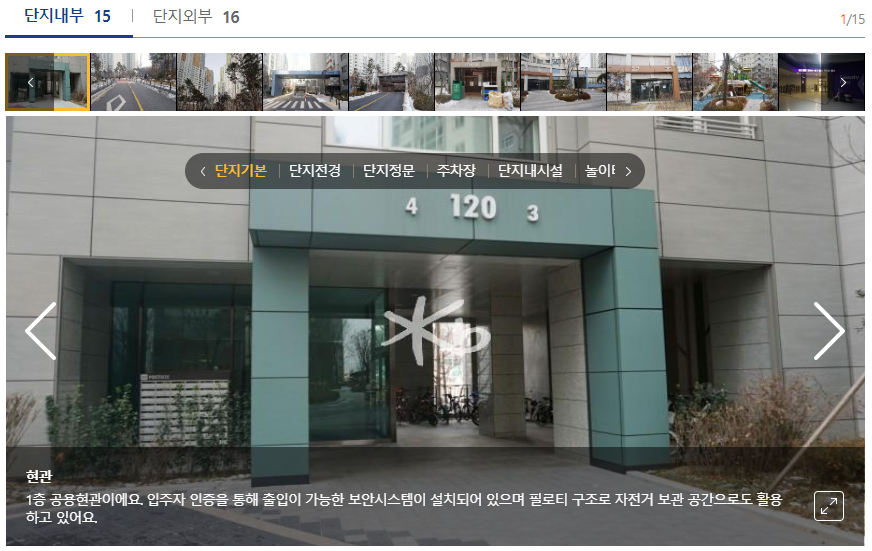 단지내부 15
단지외부 16
1/15
단지기본
단지전경
단지정문
주차장
단지내시설
놀이터
4 120 3
Kb
현관
1층 공용현관이에요. 입주자 인증을 통해 출입이 가능한 보안시스템이 설치되어 있으며 필로티 구조로 자전거 보관 공간으로도 활용
하고 있어요.